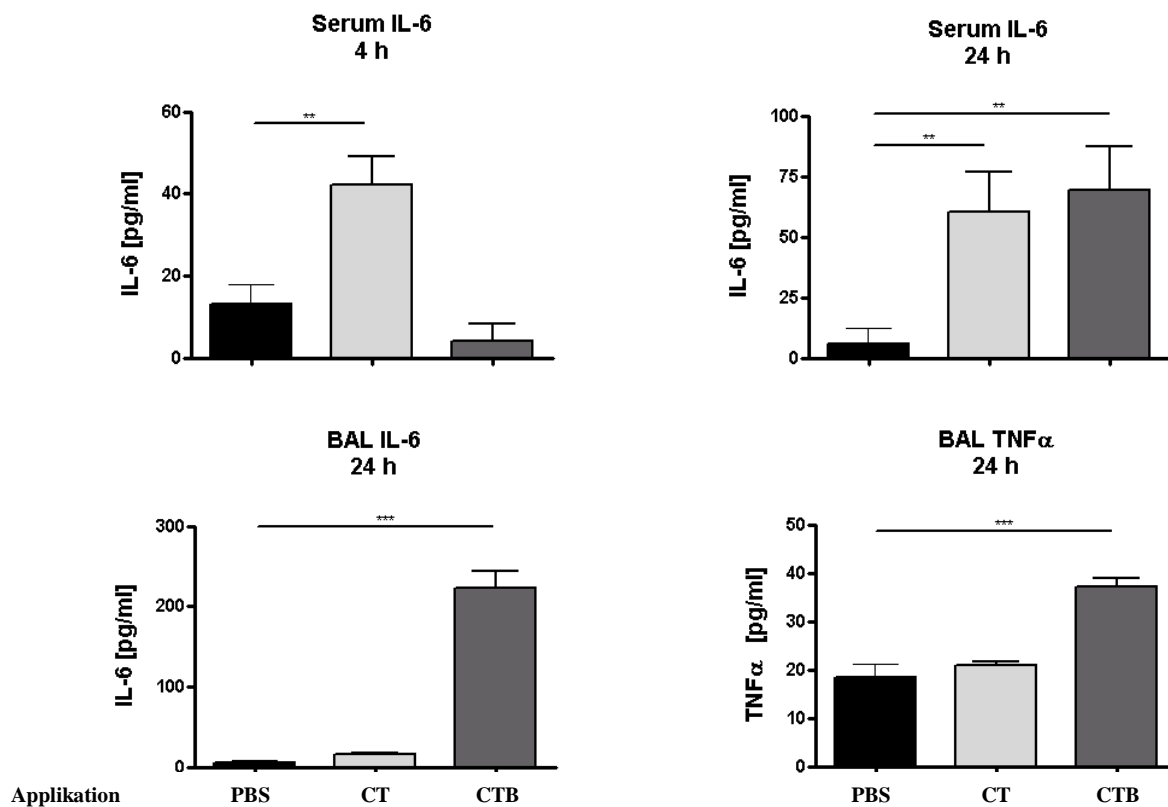 Serum IL-6
4 h
IL-6 [pg/ml]
60
40
20
0
**
Serum IL-6
24 h
IL-6 [pg/ml]
100
75
50
25
0
**
**
BAL IL-6
24 h
IL-6 [pg/ml]
300
200
100
0
***
BAL TNFα
24 h
TNFα [pg/ml]
50
40
30
20
10
0
***
Applikation PBS CT CTB PBS CT CTB